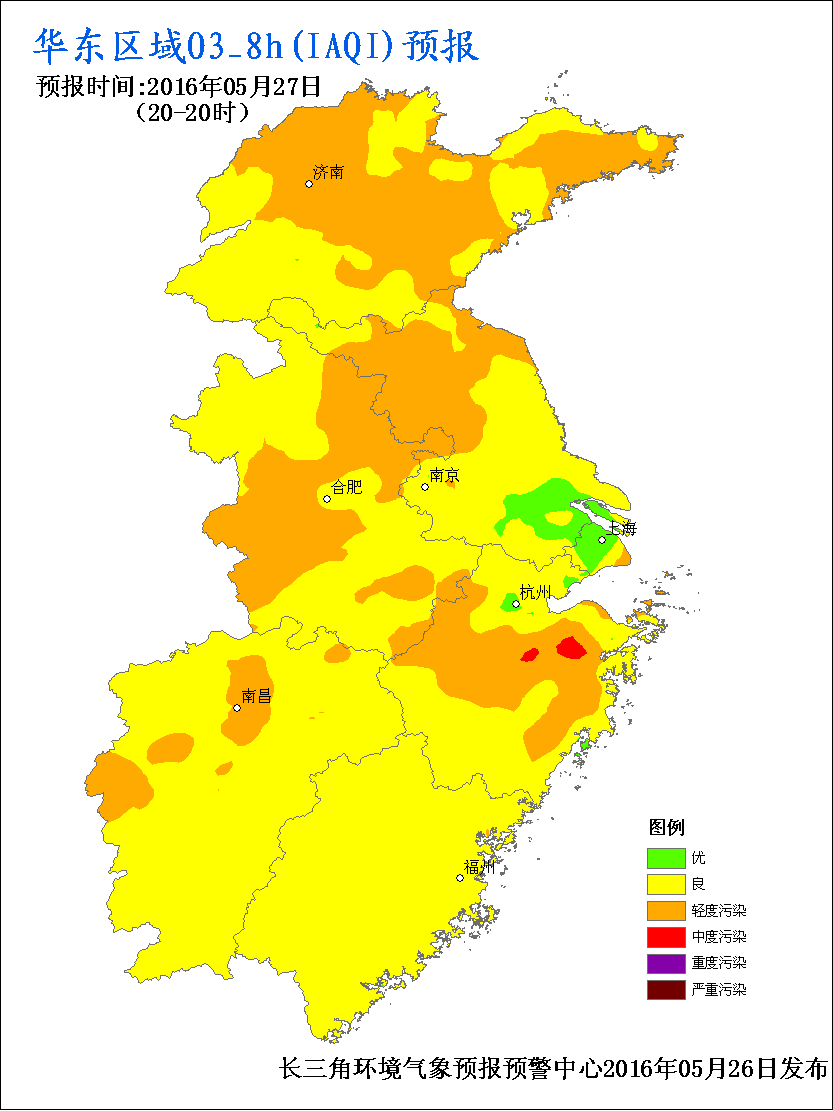 华东区域O3_8h(IAQI)预报
预报时间:2016年05月27日
(20-20时)
济南
南京
合肥
上海
杭州
南昌
福州
图例
优
良
轻度污染
中度污染
重度污染
严重污染
长三角环境气象预报预警中心2016年05月26日发布